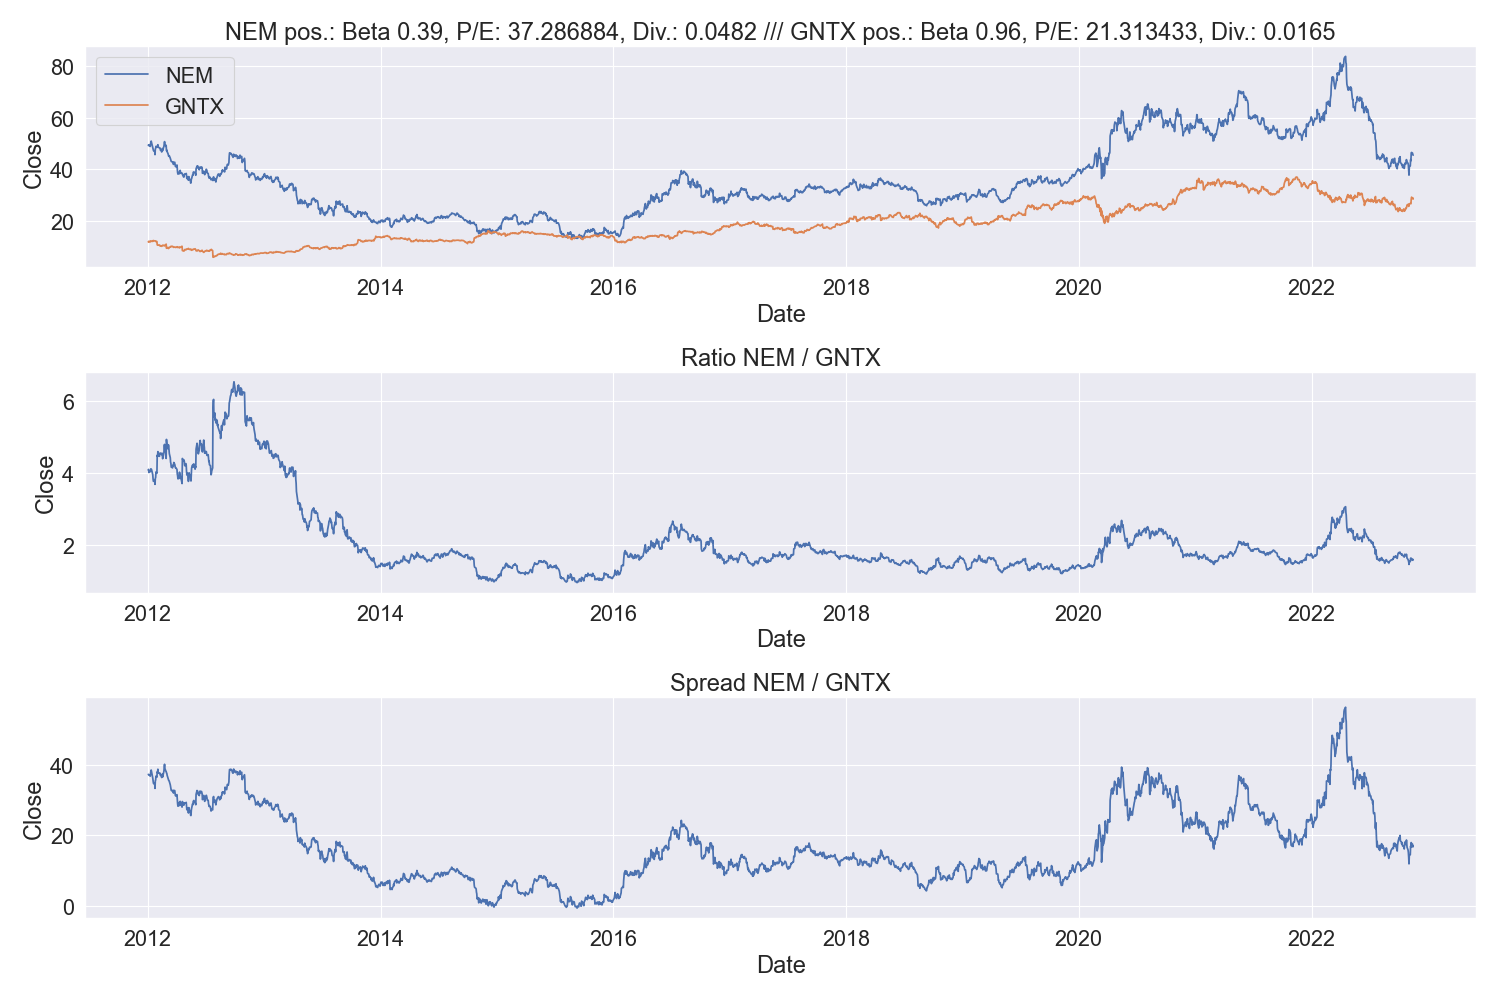 NEM pos.: Beta 0.39, P/E: 37.286884, Div.: 0.0482 /// GNTX pos.: Beta 0.96, P/E: 21.313433, Div.: 0.0165
NEM
GNTX
Close
80
60
40
20
2012 2014 2016 2018 2020 2022
Date
Ratio NEM / GNTX
Close
6
4
2
2012 2014 2016 2018 2020 2022
Date
Spread NEM / GNTX
Close
40
20
0
2012 2014 2016 2018 2020 2022
Date